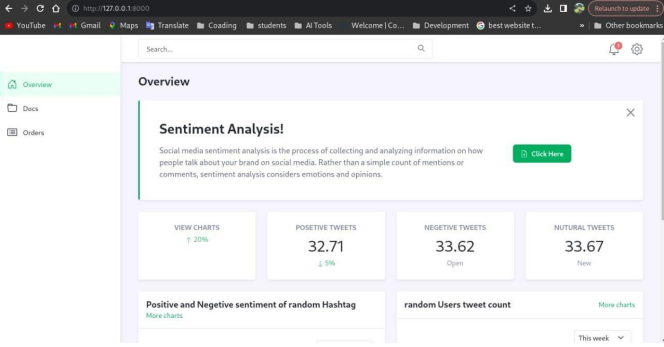 http://127.0.0.1:8000
Relaunch to update
YouTube
Gmail
Maps
Translate
Coading
students
AI Tools
Welcome | Co...
Development
best website t...
»
Other bookmarks
Search...
Overview
Docs
Orders
Overview
Sentiment Analysis!
Social media sentiment analysis is the process of collecting and analyzing information on how
people talk about your brand on social media. Rather than a simple count of mentions or
comments, sentiment analysis considers emotions and opinions.
Click Here
VIEW CHARTS
↑ 20%
POSETIVE TWEETS
32.71
↓ 5%
NEGETIVE TWEETS
33.62
Open
NUTURAL TWEETS
33.67
New
Positive and Negetive sentiment of random Hashtag
More charts
random Users tweet count
More charts
This week